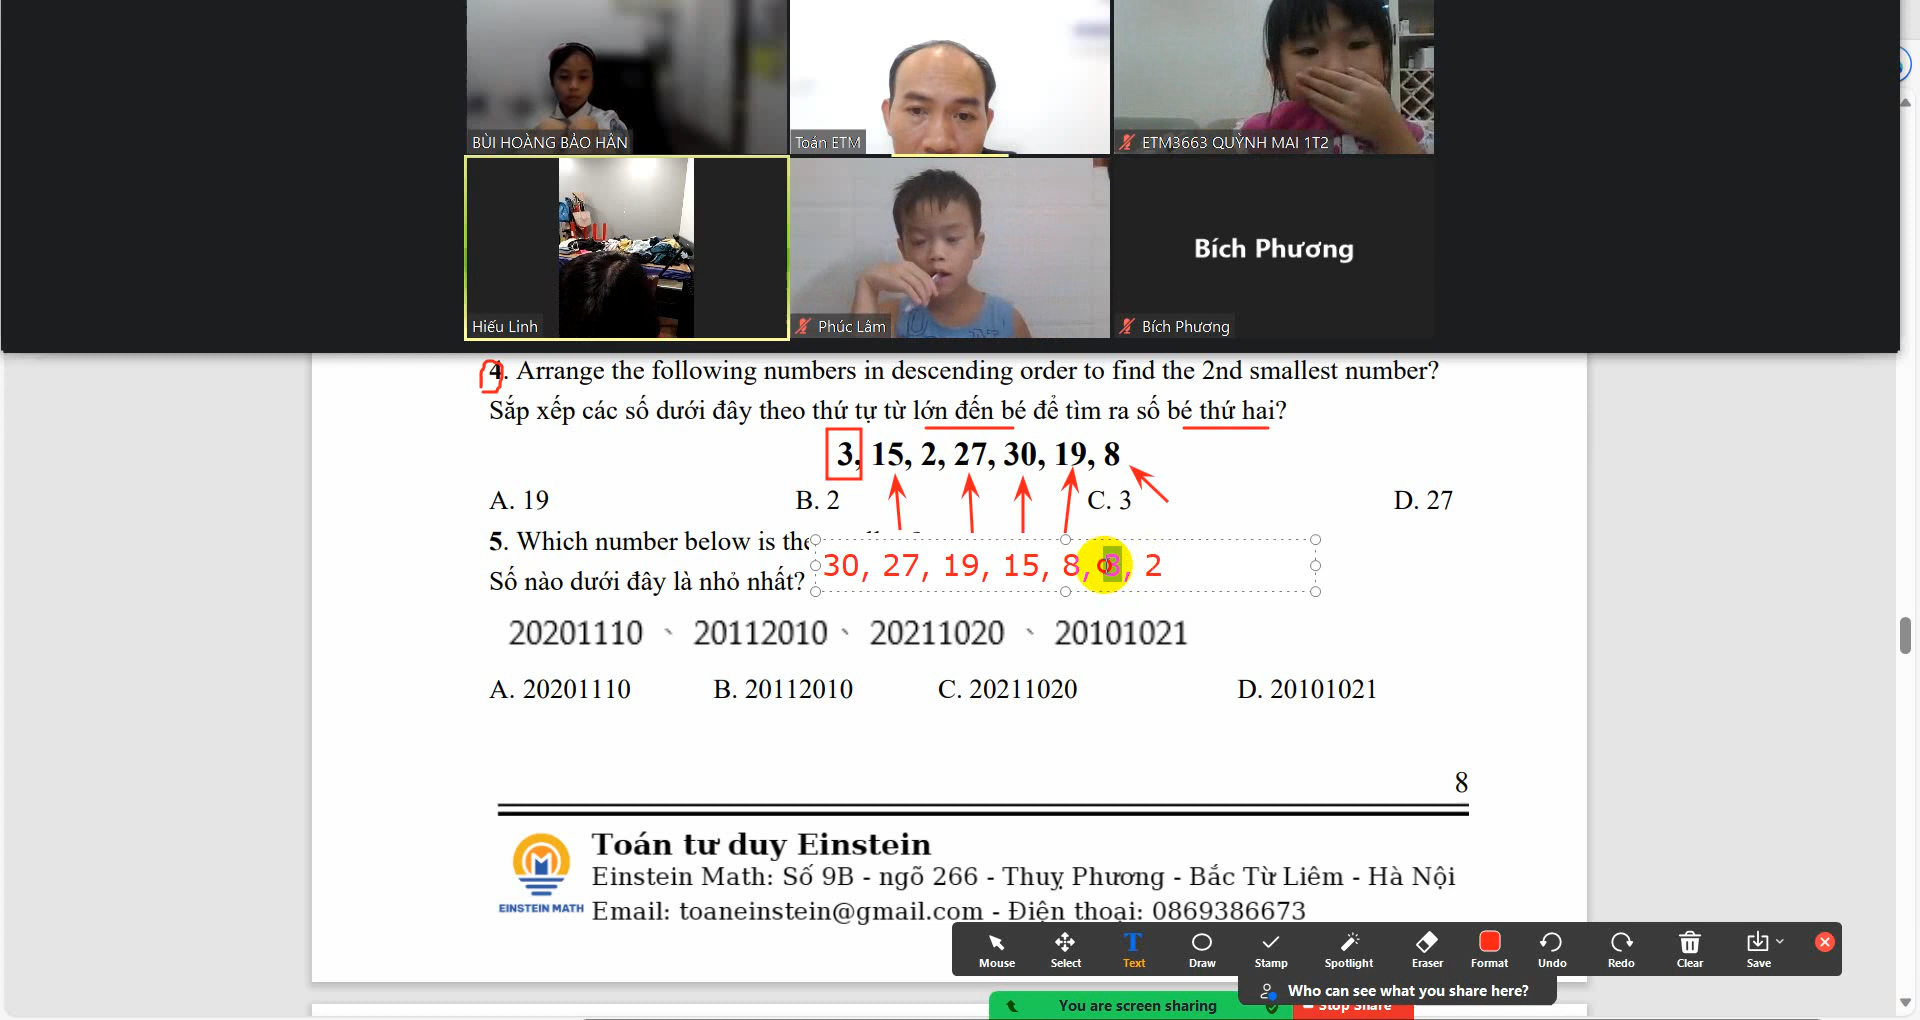 BÙI HOÀNG BẢO HÂN
Toán ETM
ETM3663 QUỲNH MAI 1T2
Hiếu Linh
Phúc Lâm
Bích Phương
Bích Phương
4. Arrange the following numbers in descending order to find the 2nd smallest number?
Sắp xếp các số dưới đây theo thứ tự từ lớn đến bé để tìm ra số bé thứ hai?
3, 15, 2, 27, 30, 19, 8
A. 19 B. 2 C. 3 D. 27
5. Which number below is the
30, 27, 19, 15, 8, 3, 2
Số nào dưới đây là nhỏ nhất?
20201110 、 20112010 、 20211020 、 20101021
A. 20201110 B. 20112010 C. 20211020 D. 20101021
8
Toán tư duy Einstein
EINSTEIN MATH
Einstein Math: Số 9B - ngõ 266 - Thuỵ Phương - Bắc Từ Liêm - Hà Nội
Email: toaneinstein@gmail.com - Điện thoại: 0869386673
Mouse Select Text Draw Stamp Spotlight Eraser Format Undo Redo Clear Save
Who can see what you share here?
You are screen sharing
Stop Share